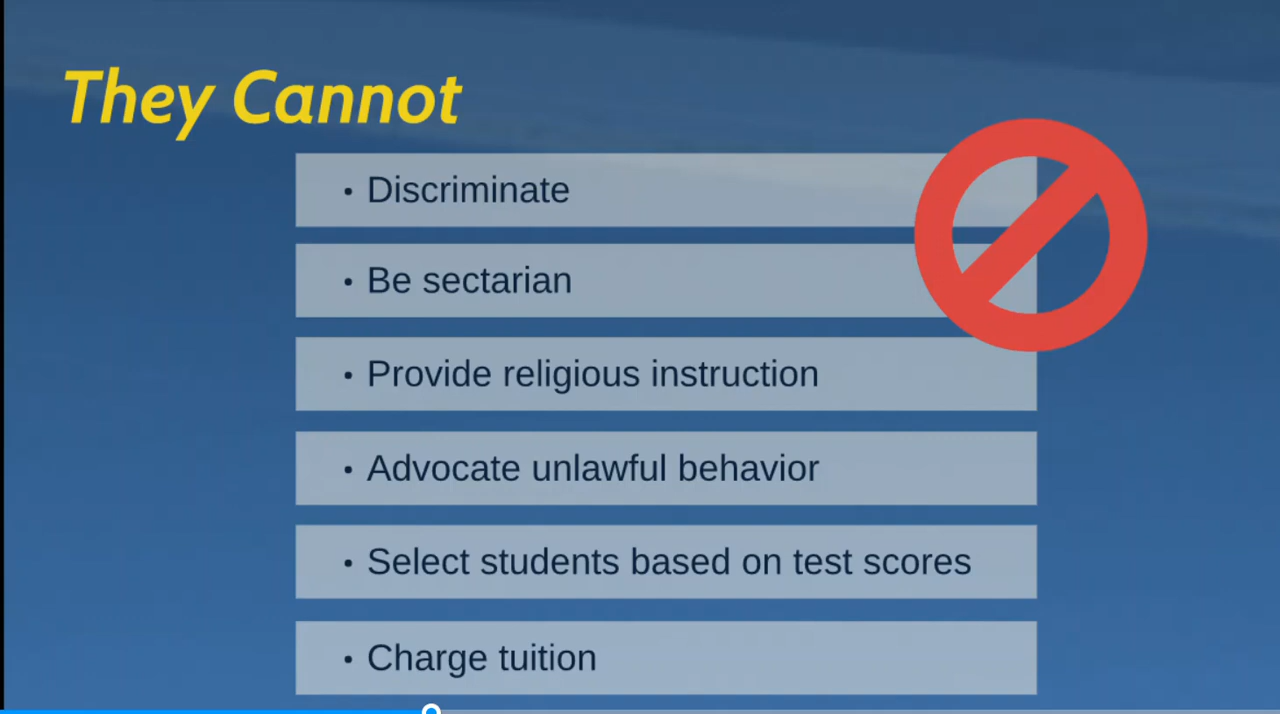 They Cannot
• Discriminate
• Be sectarian
• Provide religious instruction
• Advocate unlawful behavior
• Select students based on test scores
• Charge tuition